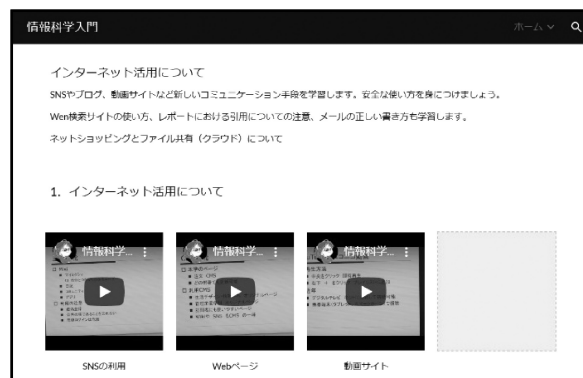 情報科学入門
ホーム
インターネット活用について
SNSやブログ、動画サイトなど新しいコミュニケーション手段を学習します。安全な使い方を身につけましょう。
Wen検索サイトの使い方、レポートにおける引用についての注意、メールの正しい書き方も学習します。
ネットショッピングとファイル共有（クラウド）について
1. インターネット活用について
情報科学... 情報科学... 情報科学...
SNSの利用 Webページ 動画サイト